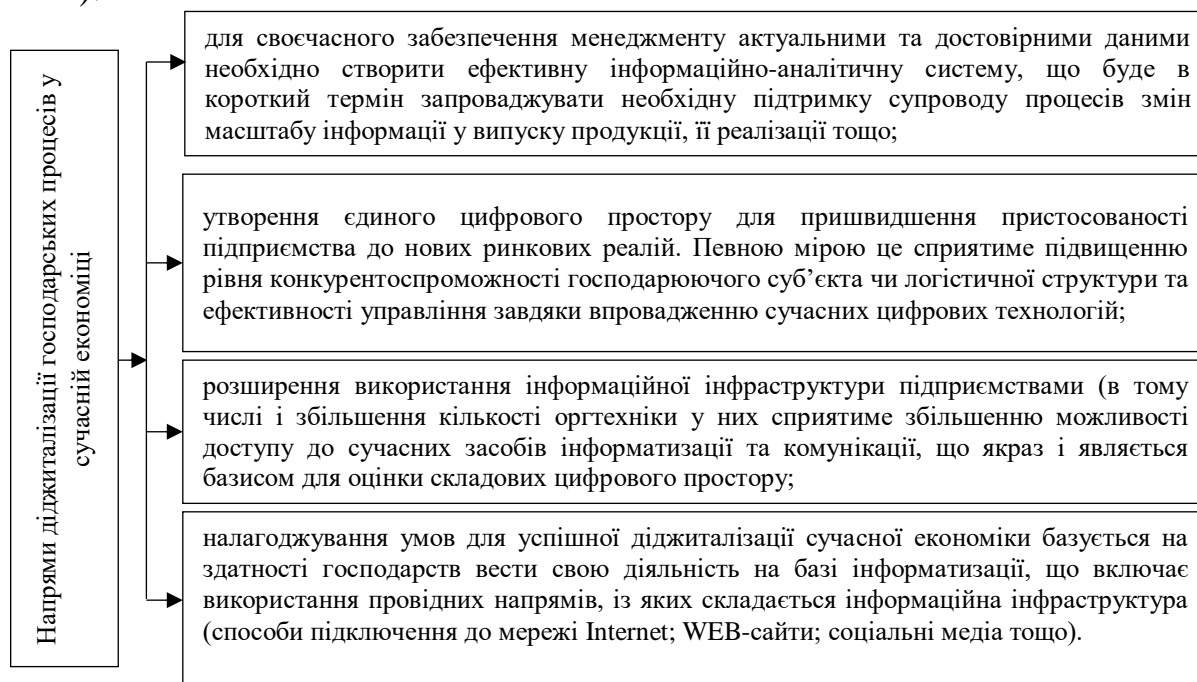 Напрями діджиталізації господарських процесів у
сучасній економіці
для своєчасного забезпечення менеджменту актуальними та достовірними даними
необхідно створити ефективну інформаційно-аналітичну систему, що буде в
короткий термін запроваджувати необхідну підтримку супроводу процесів змін
масштабу інформації у випуску продукції, її реалізації тощо;
утворення єдиного цифрового простору для пришвидшення пристосованості
підприємства до нових ринкових реалій. Певною мірою це сприятиме підвищенню
рівня конкурентоспроможності господарюючого суб’єкта чи логістичної структури та
ефективності управління завдяки впровадженню сучасних цифрових технологій;
розширення використання інформаційної інфраструктури підприємствами (в тому
числі і збільшення кількості оргтехніки у них сприятиме збільшенню можливості
доступу до сучасних засобів інформатизації та комунікації, що якраз і являється
базисом для оцінки складових цифрового простору;
налагоджування умов для успішної діджиталізації сучасна економіки базується на
здатності господарств вести свою діяльність на базі інформатизації, що включає
використання провідних напрямів, із яких складається інформаційна інфраструктура
(способи підключення до мережі Internet; WEB-сайти; соціальні медіа тощо).